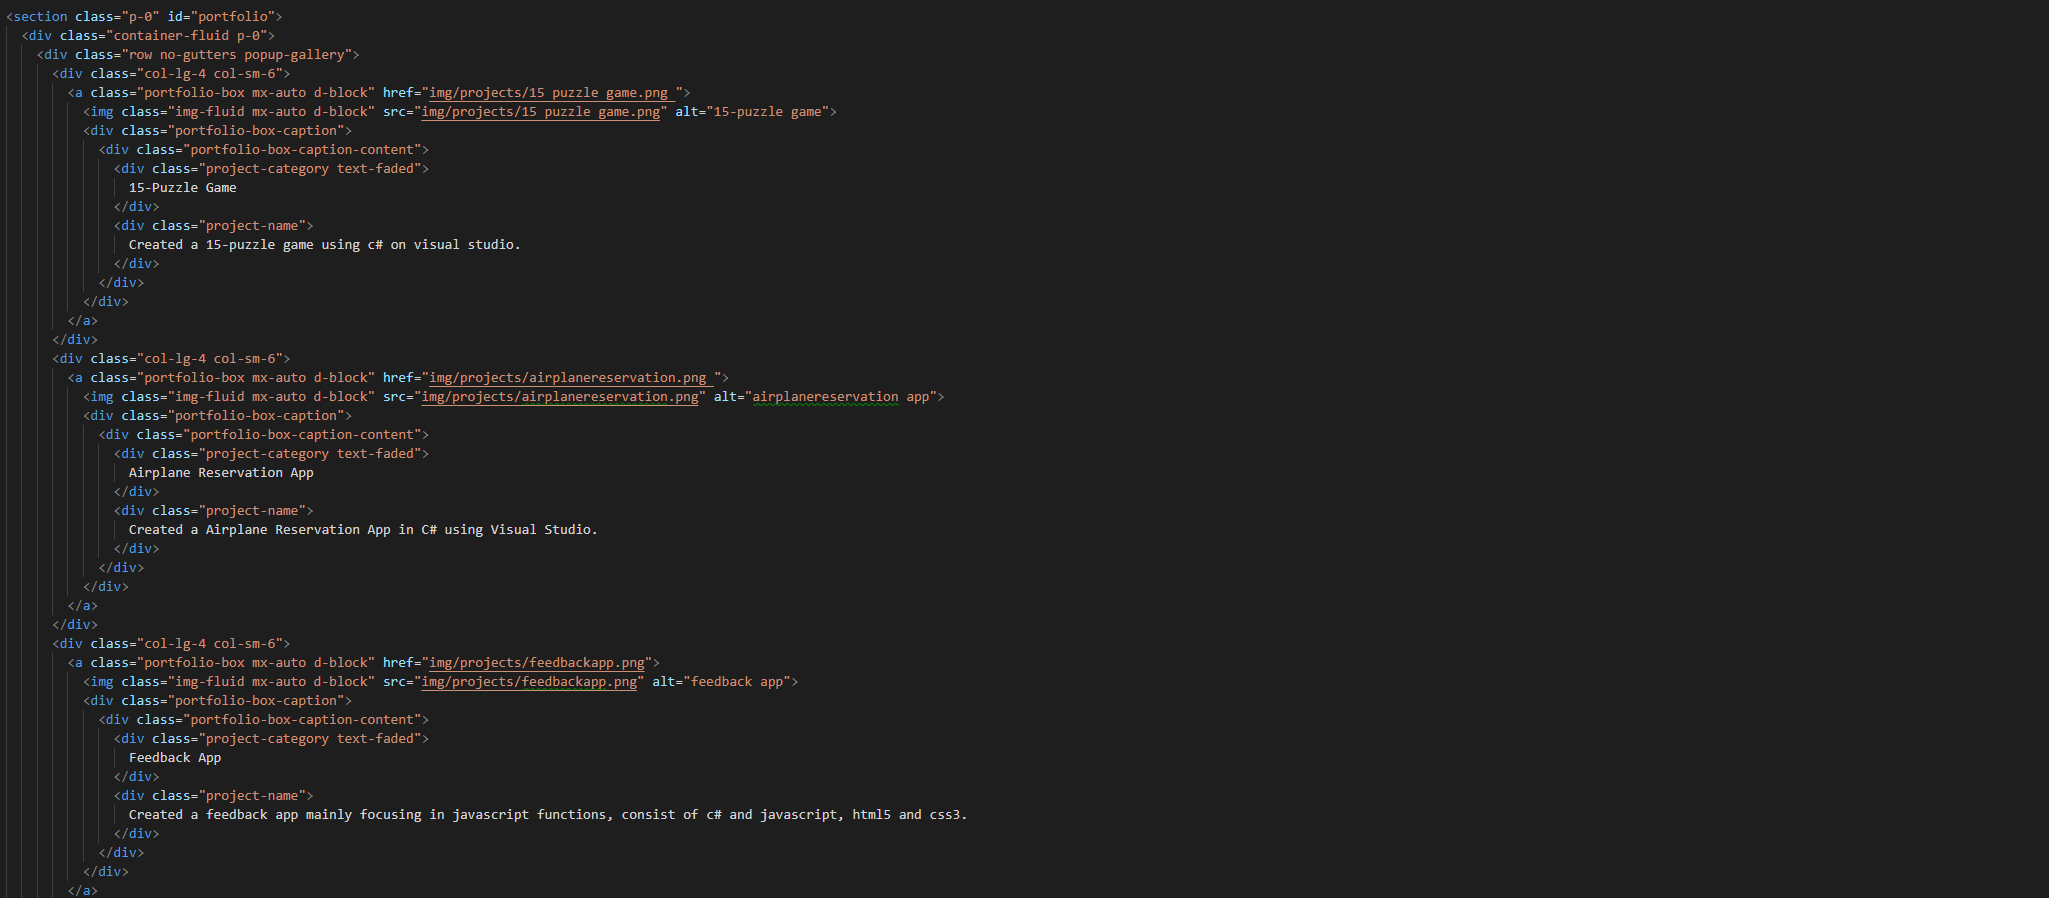 <section class="p-0" id="portfolio">
<div class="container-fluid p-0">
<div class="row no-gutters popup-gallery">
<div class="col-lg-4 col-sm-6">
<a class="portfolio-box mx-auto d-block" href="img/projects/15 puzzle game.png ">
<img class="img-fluid mx-auto d-block" src="img/projects/15 puzzle game.png" alt="15-puzzle game">
<div class="portfolio-box-caption">
<div class="portfolio-box-caption-content">
<div class="project-category text-faded">
15-Puzzle Game
</div>
<div class="project-name">
Created a 15-puzzle game using c# on visual studio.
</div>
</div>
</div>
</a>
</div>
<div class="col-lg-4 col-sm-6">
<a class="portfolio-box mx-auto d-block" href="img/projects/airplanereservation.png ">
<img class="img-fluid mx-auto d-block" src="img/projects/airplanereservation.png" alt="airplanereservation app">
<div class="portfolio-box-caption">
<div class="portfolio-box-caption-content">
<div class="project-category text-faded">
Airplane Reservation App
</div>
<div class="project-name">
Created a Airplane Reservation App in C# using Visual Studio.
</div>
</div>
</div>
</a>
</div>
<div class="col-lg-4 col-sm-6">
<a class="portfolio-box mx-auto d-block" href="img/projects/feedbackapp.png">
<img class="img-fluid mx-auto d-block" src="img/projects/feedbackapp.png" alt="feedback app">
<div class="portfolio-box-caption">
<div class="portfolio-box-caption-content">
<div class="project-category text-faded">
Feedback App
</div>
<div class="project-name">
Created a feedback app mainly focusing in javascript functions, consist of c# and javascript, html5 and css3.
</div>
</div>
</div>
</a>